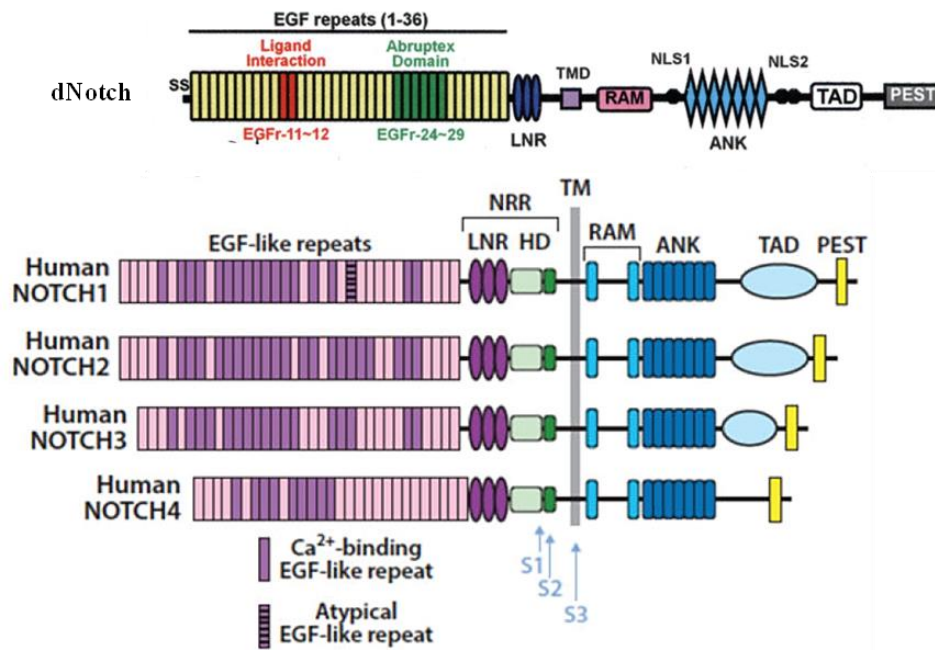 EGF repeats (1-36)
Ligand
Interaction
Abruptex
Domain
dNotch
SS
TMD
NLS1
NLS2
RAM
TAD
PEST
EGFr-11~12
EGFr-24~29
LNR
ANK
TM
NRR
EGF-like repeats
LNR HD
RAM
ANK
TAD
PEST
Human
NOTCH1
Human
NOTCH2
Human
NOTCH3
Human
NOTCH4
S1
S2
S3
Ca²⁺-binding
EGF-like repeat
Atypical
EGF-like repeat